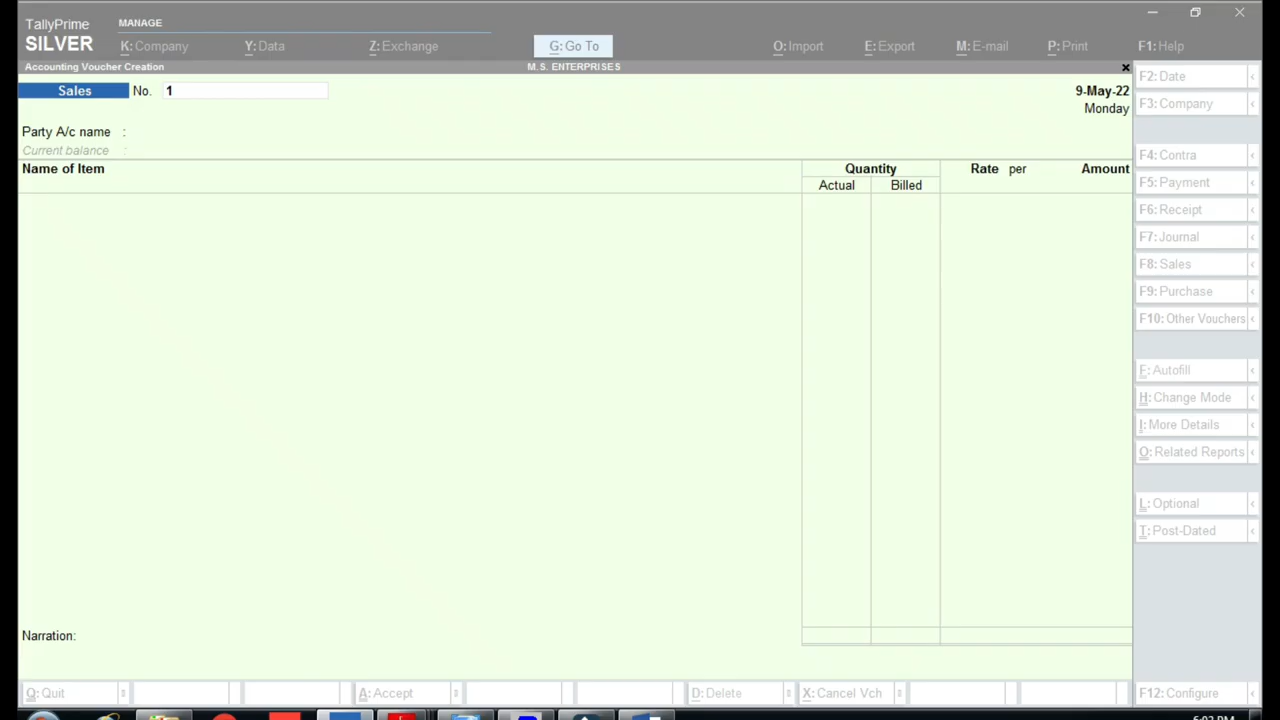 TallyPrime
SILVER
MANAGE
K: Company
Y: Data
Z: Exchange
G: Go To
O: Import
E: Export
M: E-mail
P: Print
F1: Help
Accounting Voucher Creation
M.S. ENTERPRISES
Sales
No. 1
9-May-22
Monday
Party A/c name :
Current balance :
Name of Item
Quantity
Rate per
Amount
Actual
Billed
Narration:
F2: Date
F3: Company
F4: Contra
F5: Payment
F6: Receipt
F7: Journal
F8: Sales
F9: Purchase
F10: Other Vouchers
F: Autofill
H: Change Mode
I: More Details
O: Related Reports
L: Optional
T: Post-Dated
Q: Quit
A: Accept
D: Delete
X: Cancel Vch
F12: Configure